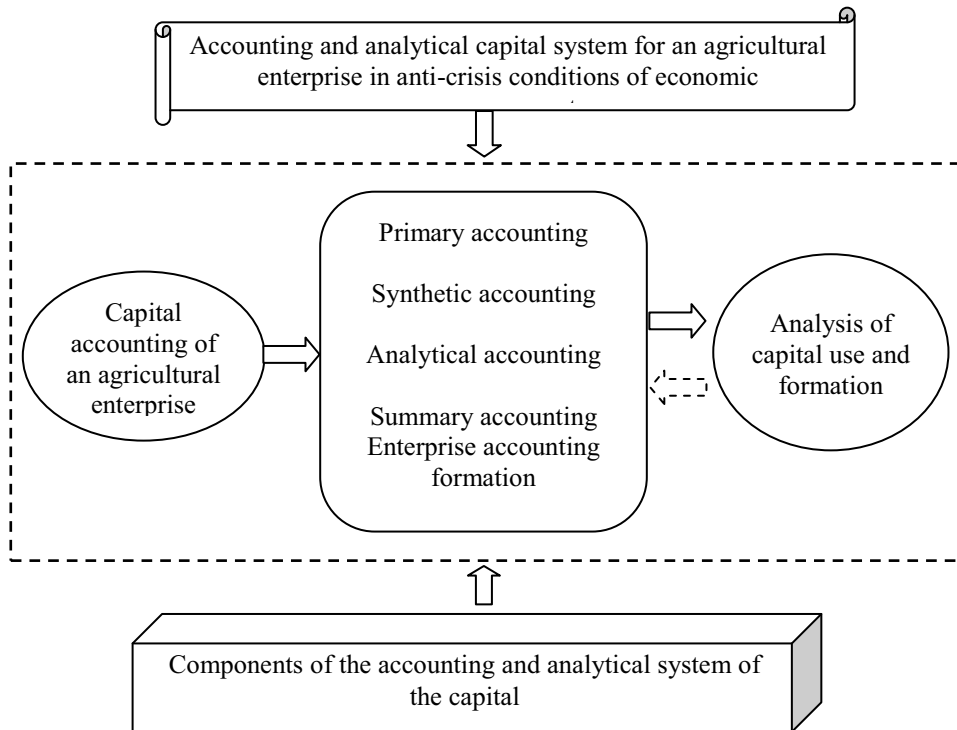 Accounting and analytical capital system for an agricultural
enterprise in anti-crisis conditions of economic
Capital
accounting of
an agricultural
enterprise
Primary accounting
Synthetic accounting
Analytical accounting
Summary accounting
Enterprise accounting
formation
Analysis of
capital use and
formation
Components of the accounting and analytical system of
the capital